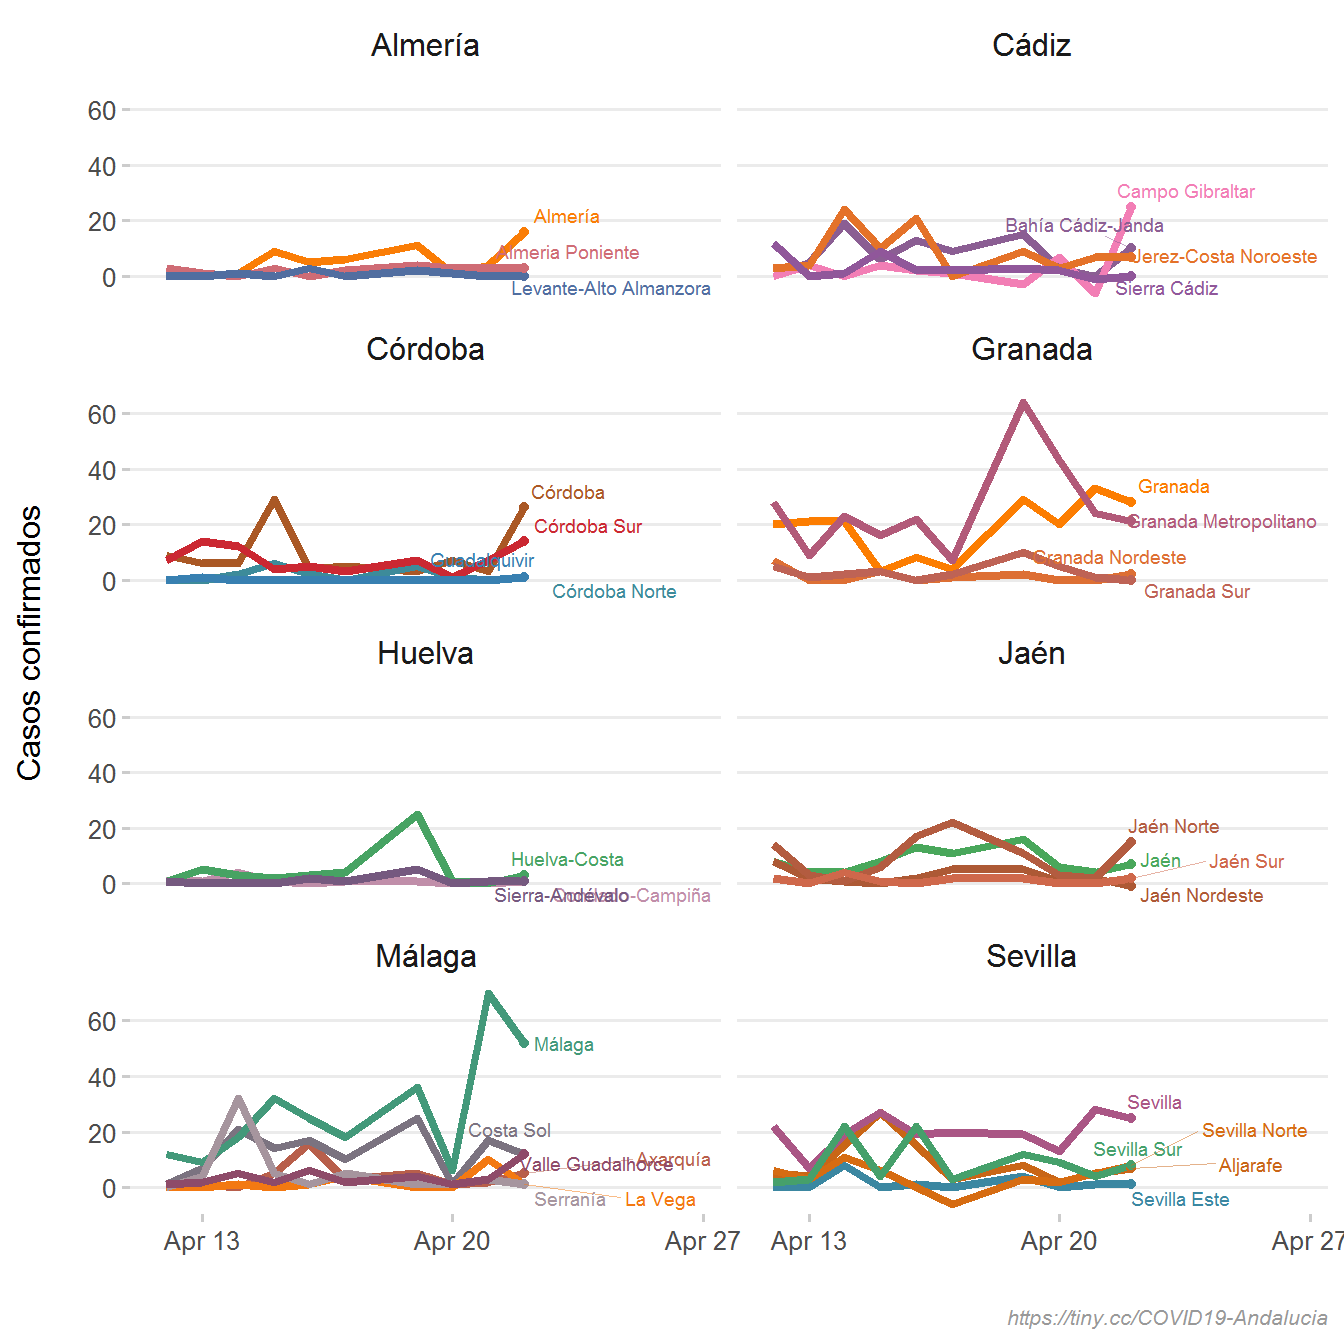 Almería
Cádiz
60
40
20
0
Almería
Almeria Poniente
Levante-Alto Almanzora
Campo Gibraltar
Bahía Cádiz-Janda
Jerez-Costa Noroeste
Sierra Cádiz
Córdoba
Granada
60
40
20
0
Córdoba
Córdoba Sur
Guadalquivir
Córdoba Norte
Granada
Granada Metropolitano
Granada Nordeste
Granada Sur
Casos confirmados
Huelva
Jaén
60
40
20
0
Huelva-Costa
Sierra-Andévalo
Condado-Campiña
Jaén Norte
Jaén
Jaén Sur
Jaén Nordeste
Málaga
Sevilla
60
40
20
0
Málaga
Costa Sol
Valle Guadalhorce
Axarquía
Serranía
La Vega
Sevilla
Sevilla Norte
Sevilla Sur
Aljarafe
Sevilla Este
Apr 13
Apr 20
Apr 27
Apr 13
Apr 20
Apr 27
https://tiny.cc/COVID19-Andalucia